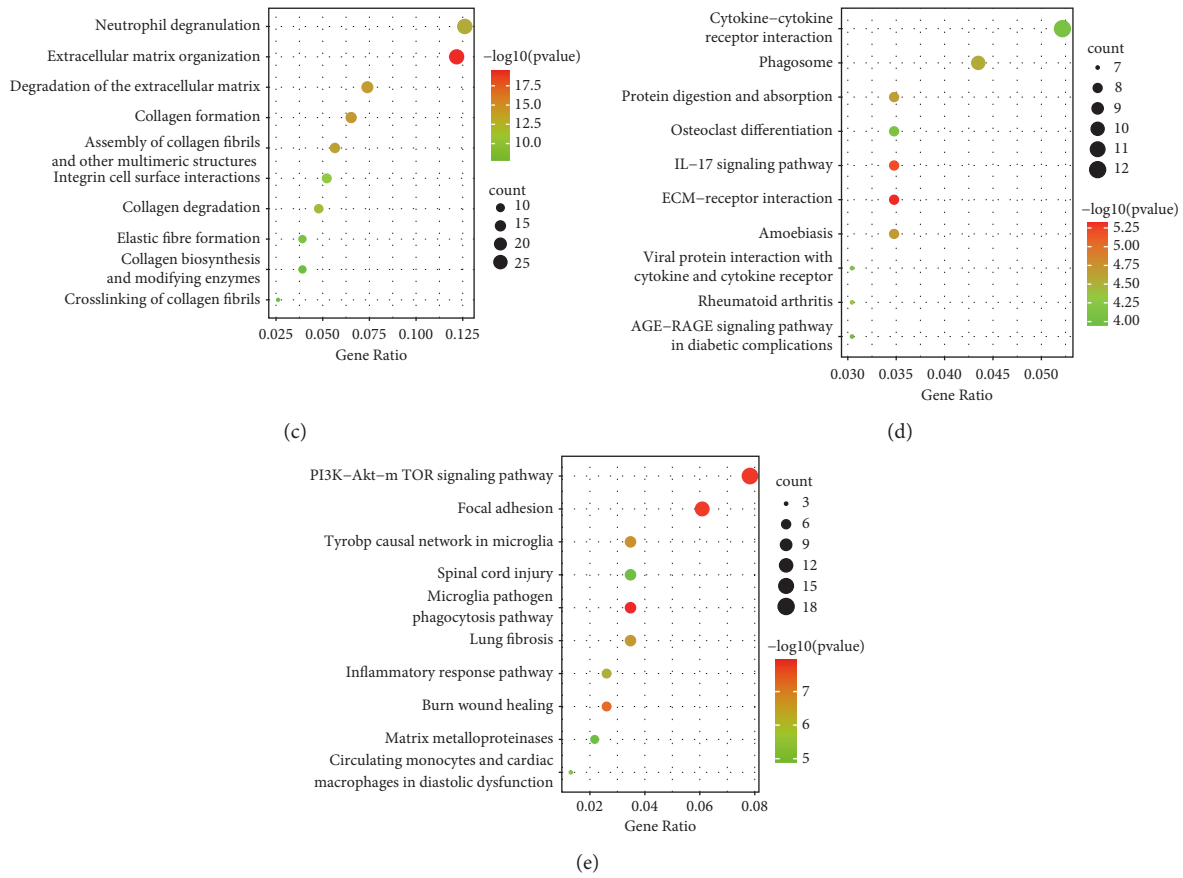 Neutrophil degranulation
Extracellular matrix organization
Degradation of the extracellular matrix
Collagen formation
Assembly of collagen fibrils
and other multimeric structures
Integrin cell surface interactions
Collagen degradation
Elastic fibre formation
Collagen biosynthesis
and modifying enzymes
Crosslinking of collagen fibrils
0.025 0.050 0.075 0.100 0.125
Gene Ratio
−log10(pvalue)
17.5
15.0
12.5
10.0
count
10
15
20
25
(c)
Cytokine−cytokine
receptor interaction
Phagosome
Protein digestion and absorption
Osteoclast differentiation
IL−17 signaling pathway
ECM−receptor interaction
Amoebiasis
Viral protein interaction with
cytokine and cytokine receptor
Rheumatoid arthritis
AGE−RAGE signaling pathway
in diabetic complications
0.030 0.035 0.040 0.045 0.050
Gene Ratio
count
7
8
9
10
11
12
−log10(pvalue)
5.25
5.00
4.75
4.50
4.25
4.00
(d)
PI3K−Akt−m TOR signaling pathway
Focal adhesion
Tyrobp causal network in microglia
Spinal cord injury
Microglia pathogen
phagocytosis pathway
Lung fibrosis
Inflammatory response pathway
Burn wound healing
Matrix metalloproteinases
Circulating monocytes and cardiac
macrophages in diastolic dysfunction
0.02 0.04 0.06 0.08
Gene Ratio
count
3
6
9
12
15
18
−log10(pvalue)
7
6
5
(e)